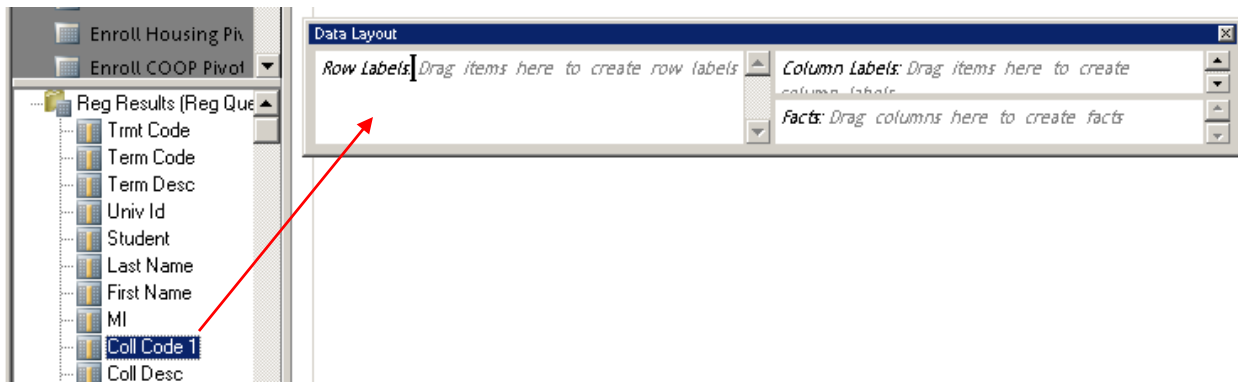 Enroll Housing Piv
Enroll COOP Pivot
Reg Results (Reg Que
Trmt Code
Term Code
Term Desc
Univ Id
Student
Last Name
First Name
MI
Coll Code 1
Coll Desc
Data Layout
Row Labels: Drag items here to create row labels
Column Labels: Drag items here to create
column labels
Facts: Drag columns here to create facts